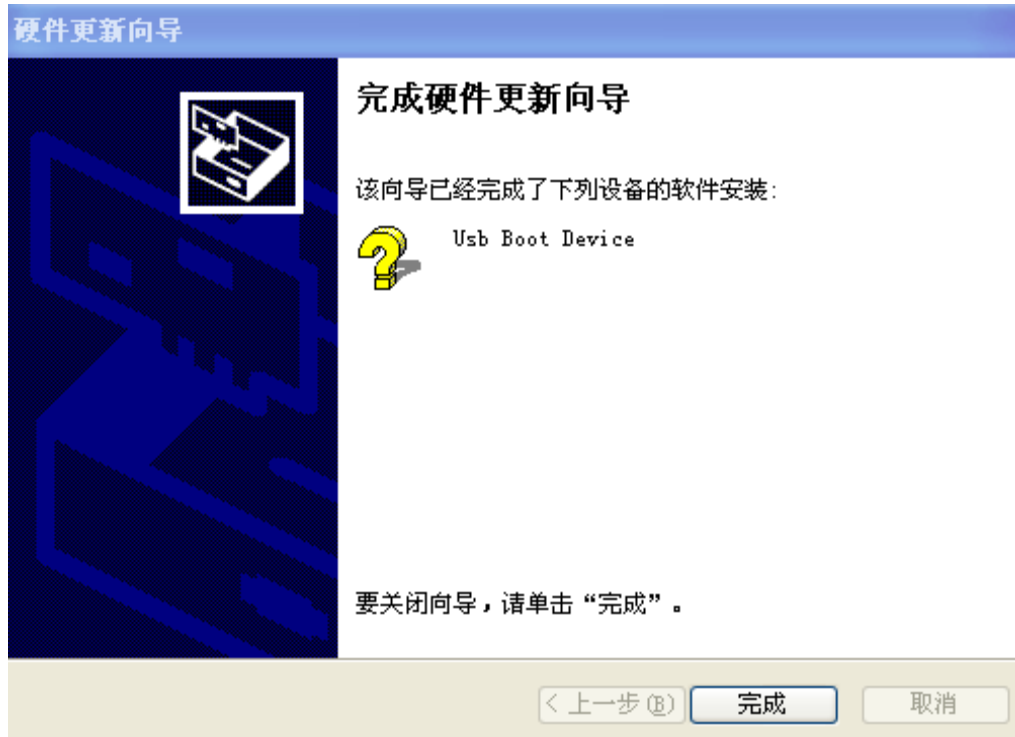 硬件更新向导
完成硬件更新向导
该向导已经完成了下列设备的软件安装:
Usb Boot Device
要关闭向导，请单击“完成”。
< 上一步(B)
完成
取消